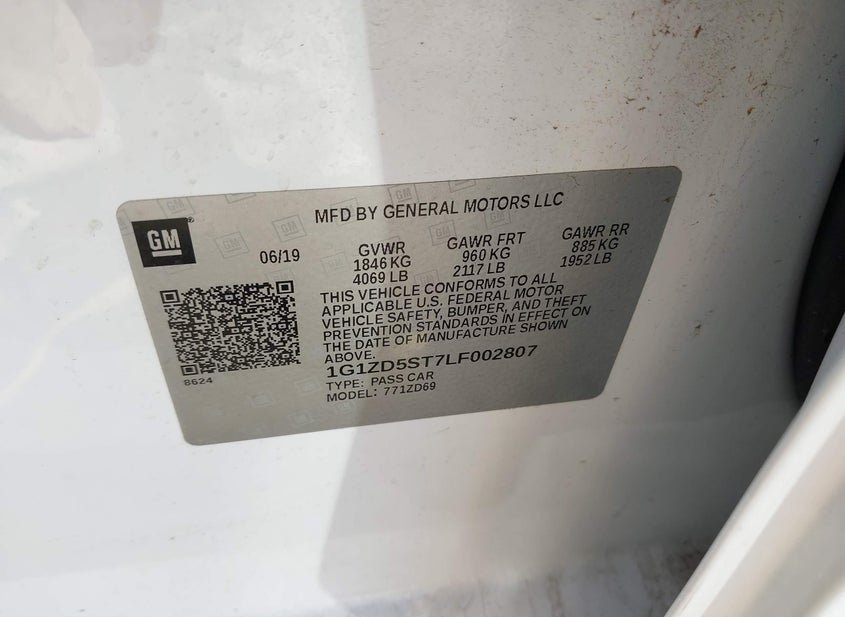 GM
®
MFD BY GENERAL MOTORS LLC
06/19
GVWR
1846 KG
4069 LB
GAWR FRT
960 KG
2117 LB
GAWR RR
885 KG
1952 LB
THIS VEHICLE CONFORMS TO ALL
APPLICABLE U.S. FEDERAL MOTOR
VEHICLE SAFETY, BUMPER, AND THEFT
PREVENTION STANDARDS IN EFFECT ON
THE DATE OF MANUFACTURE SHOWN
ABOVE.
8624
1G1ZD5ST7LF002807
TYPE: PASS CAR
MODEL: 771ZD69